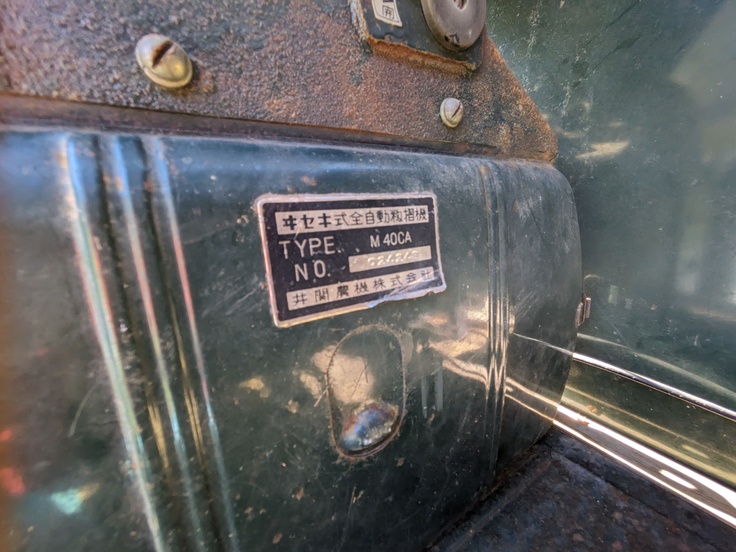 ヰセキ式全自動籾摺機
TYPE. M40CA
NO.
井関農機株式会社